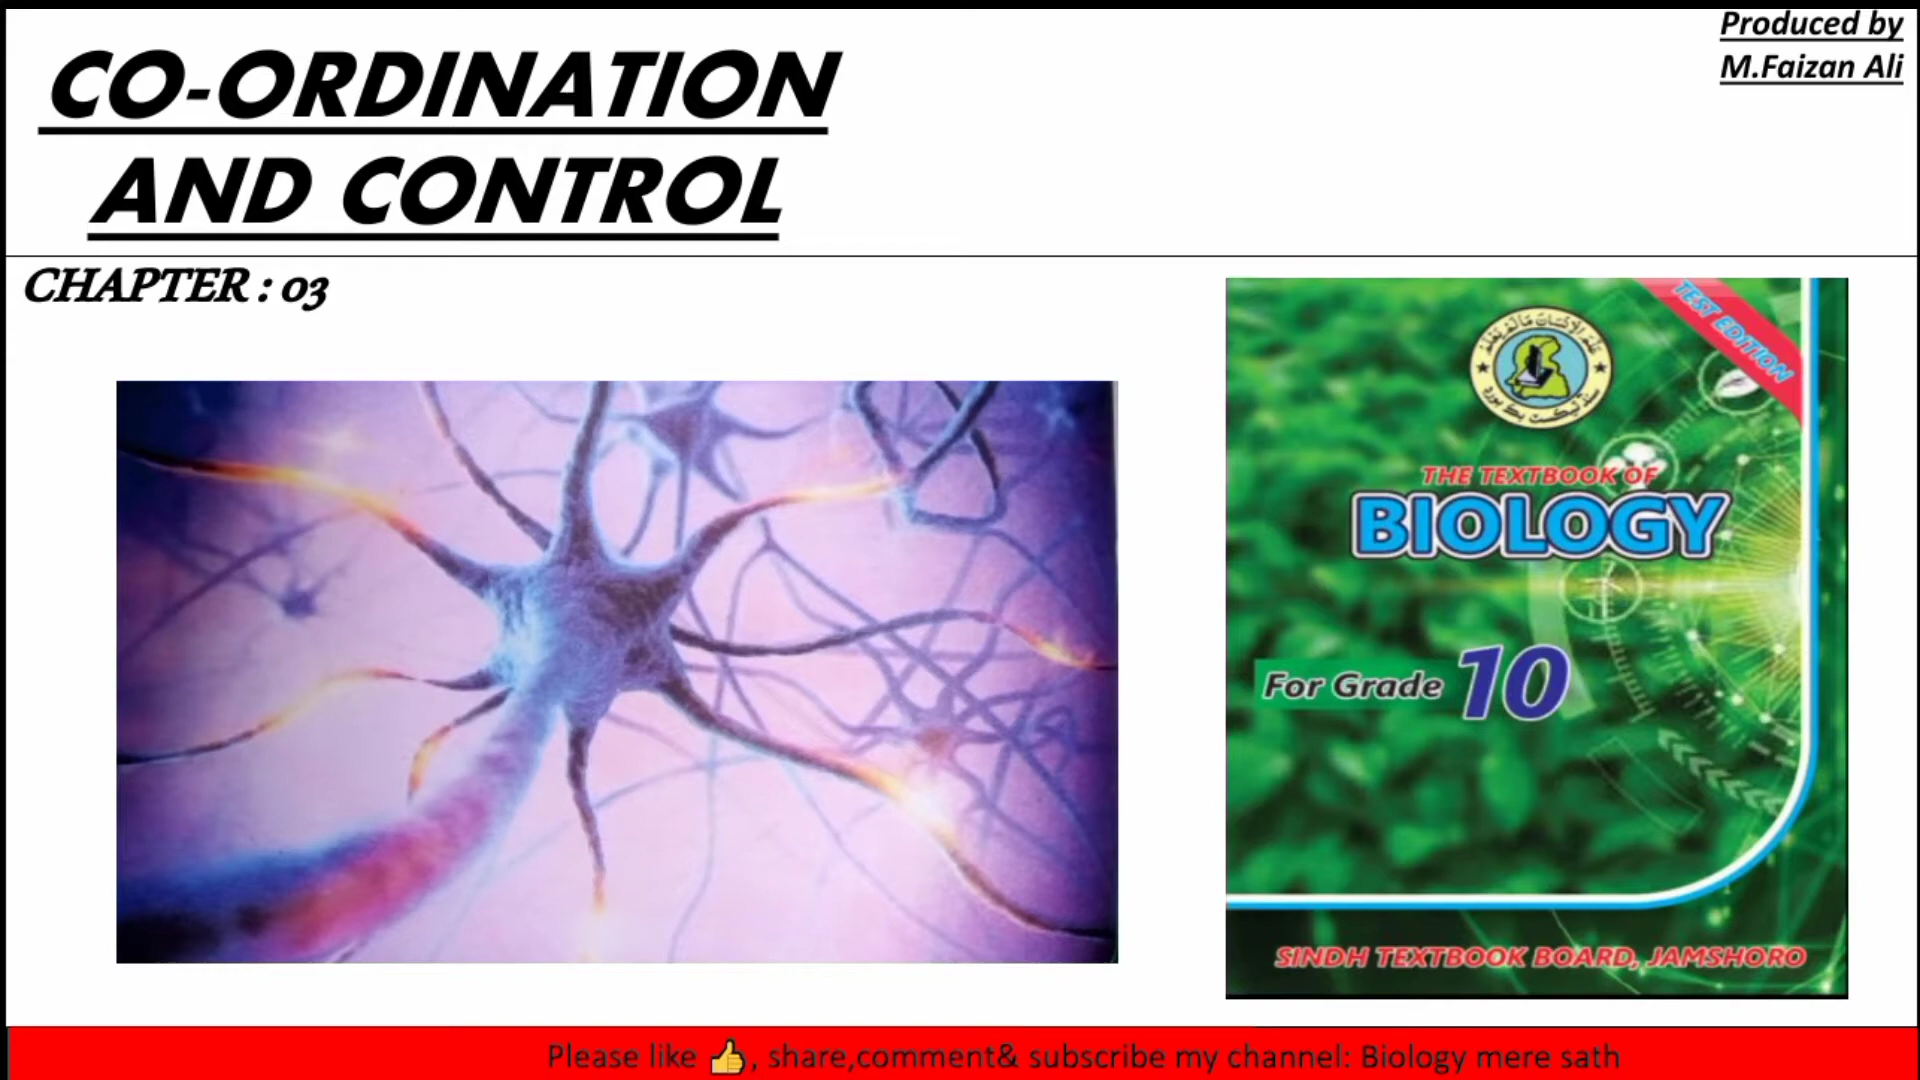 CO-ORDINATION
AND CONTROL
Produced by
M.Faizan Ali
CHAPTER : 03
TEST EDITION
THE TEXTBOOK OF
BIOLOGY
For Grade 10
SINDH TEXTBOOK BOARD, JAMSHORO
Please like 👍, share,comment& subscribe my channel: Biology mere sath